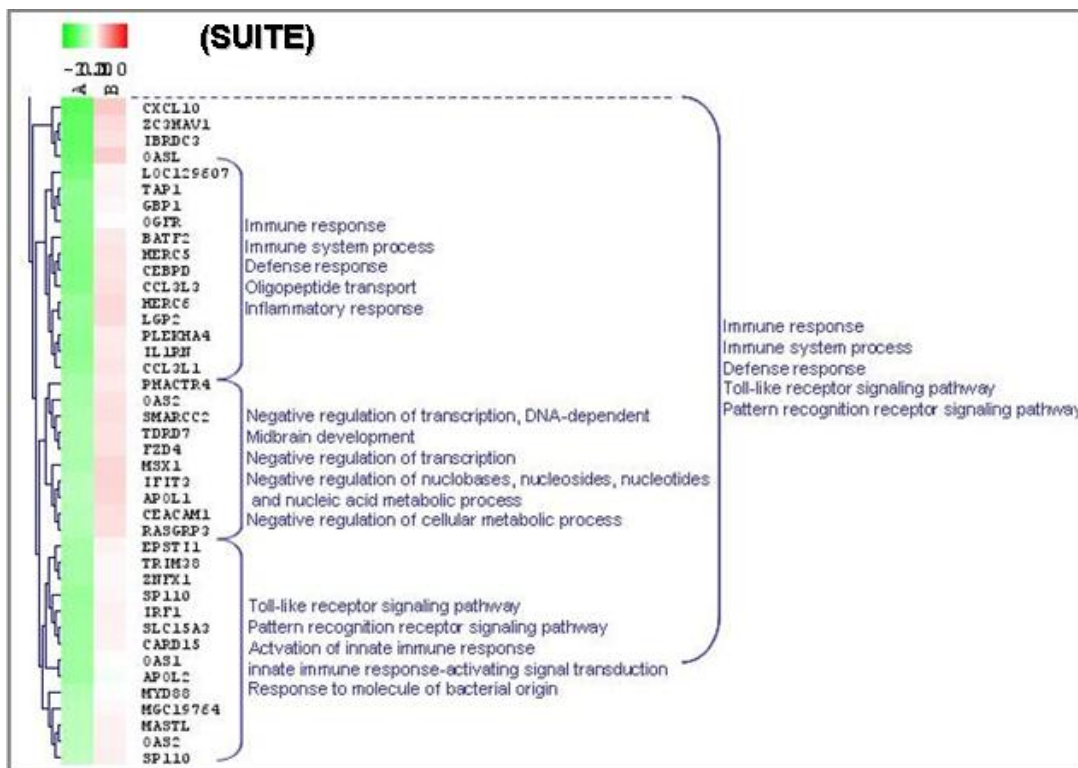 (SUITE)
A
B
CXCL10
ZC3HAV1
IBRDC3
OASL
LOC129607
TAP1
GBP1
OGFR
BATF2
HERC5
CEBPD
CCL3L3
HERC6
LGP2
PLEKHA4
IL1RN
CCL3L1
PHACTR4
OAS2
SMARCC2
TDRD7
FZD4
MSX1
IFIT3
APOL1
CEACAM1
RASGRP3
EPSTI1
TRIM38
ZNFX1
SP110
IRF1
SLC15A3
CARD15
OAS1
APOL2
MYD88
MGC19764
MASTL
OAS2
SP110
Immune response
Immune system process
Defense response
Oligopeptide transport
Inflammatory response
Negative regulation of transcription, DNA-dependent
Midbrain development
Negative regulation of transcription
Negative regulation of nuclobases, nucleosides, nucleotides
and nucleic acid metabolic process
Negative regulation of cellular metabolic process
Toll-like receptor signaling pathway
Pattern recognition receptor signaling pathway
Actvation of innate immune response
innate immune response-activating signal transduction
Response to molecule of bacterial origin
Immune response
Immune system process
Defense response
Toll-like receptor signaling pathway
Pattern recognition receptor signaling pathway